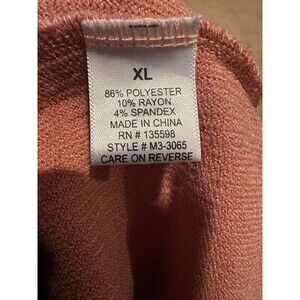 XL
86% POLYESTER
10% RAYON
4% SPANDEX
MADE IN CHINA
RN # 135598
STYLE # M3-3065
CARE ON REVERSE